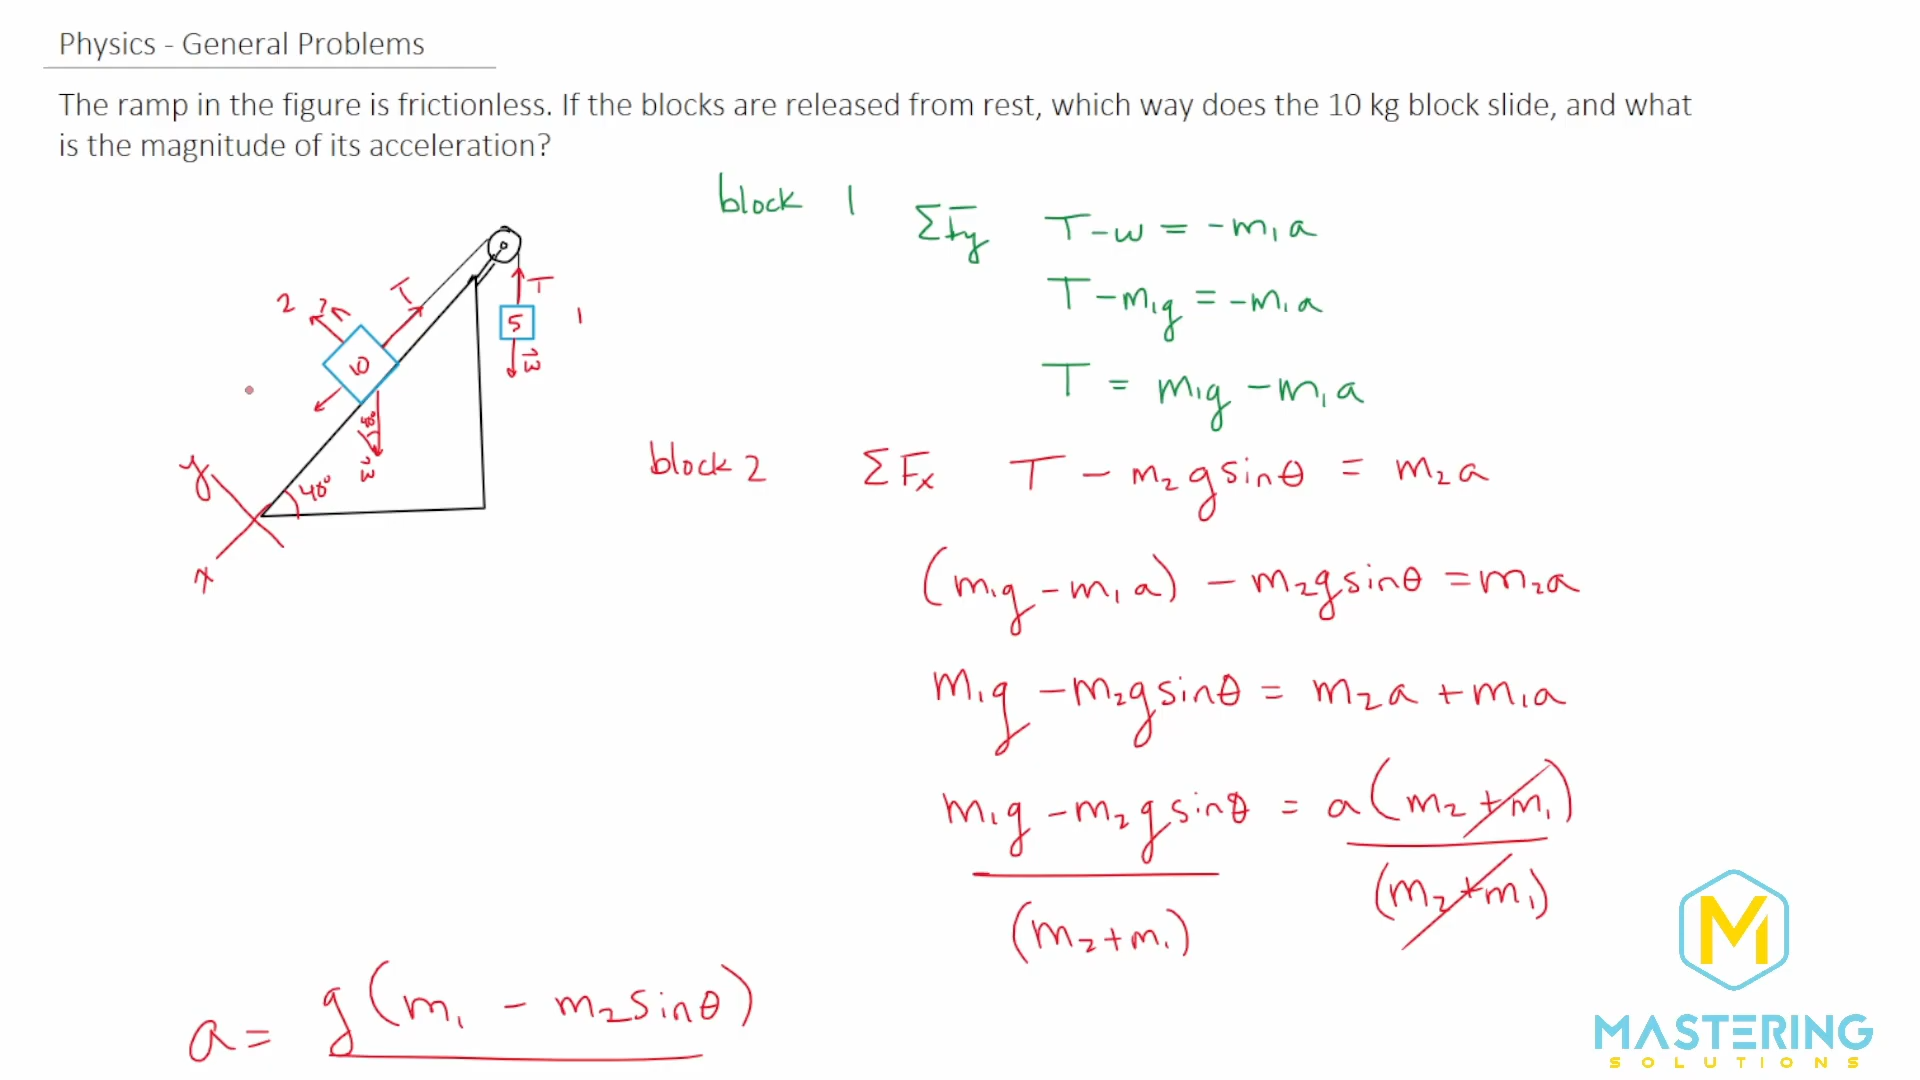 Physics - General Problems
The ramp in the figure is frictionless. If the blocks are released from rest, which way does the 10 kg block slide, and what
is the magnitude of its acceleration?
block 1 ΣFy T - w = -m₁a
T - m₁g = -m₁a
T = m₁g - m₁a
block 2 ΣFx T - m₂gsinθ = m₂a
(m₁g - m₁a) - m₂gsinθ = m₂a
m₁g - m₂gsinθ = m₂a + m₁a
m₁g - m₂gsinθ = a(m₂+m₁)
(m₂+m₁) (m₂+m₁)
a = g(m₁ - m₂sinθ)
2 n T T
10 5 1
w
w
y 40°
x
M
MASTERING
SOLUTIONS